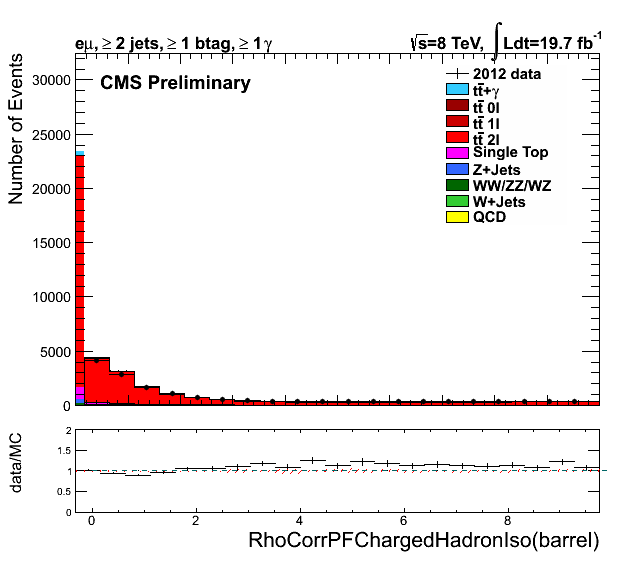 eμ, ≥ 2 jets, ≥ 1 btag, ≥ 1 γ
√s=8 TeV, ∫Ldt=19.7 fb⁻¹
CMS Preliminary
2012 data
tt̄+γ
tt̄ 0l
tt̄ 1l
tt̄ 2l
Single Top
Z+Jets
WW/ZZ/WZ
W+Jets
QCD
Number of Events
30000
25000
20000
15000
10000
5000
0
data/MC
2
1.5
1
0.5
0
0 2 4 6 8
RhoCorrPFChargedHadronIso(barrel)